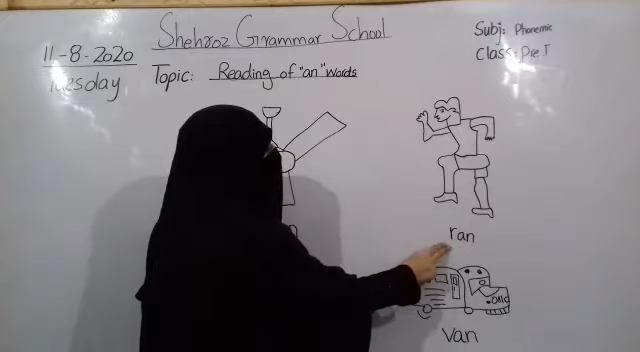 Shehroz Grammar School
11-8-2020
Tuesday
Topic: Reading of "an" words
Subj: Phonemic
Class: Pre I
ran
van